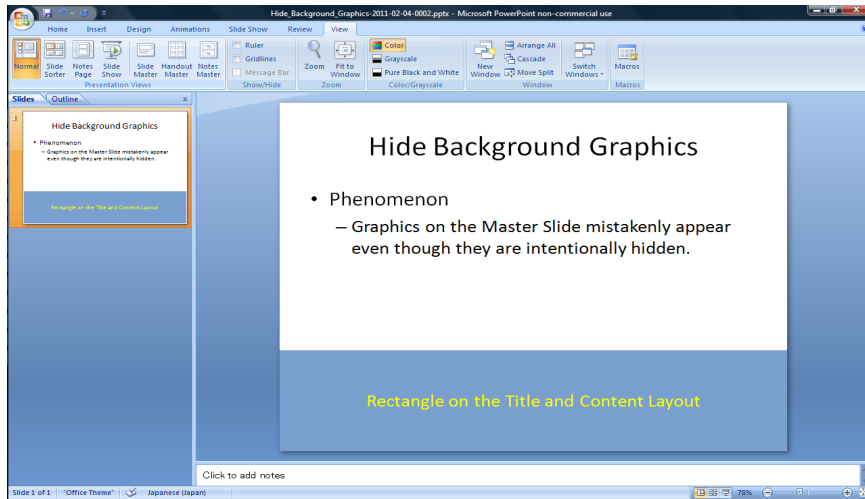 Hide_Background_Graphics-2011-02-04-0002.pptx - Microsoft PowerPoint non-commercial use
Home Insert Design Animations Slide Show Review View
Normal Slide Sorter Notes Page Slide Show Slide Master Handout Master Notes Master
Presentation Views
Ruler
Gridlines
Message Bar
Show/Hide
Zoom Fit to Window
Zoom
Color
Grayscale
Pure Black and White
Color/Grayscale
New Window
Arrange All
Cascade
Move Split
Switch Windows
Window
Macros
Macros
Slides Outline x
1
Hide Background Graphics
• Phenomenon
– Graphics on the Master Slide mistakenly appear
even though they are intentionally hidden.
Rectangle on the Title and Content Layout
Hide Background Graphics
• Phenomenon
– Graphics on the Master Slide mistakenly appear
even though they are intentionally hidden.
Rectangle on the Title and Content Layout
Click to add notes
Slide 1 of 1 "Office Theme" Japanese (Japan) 78%